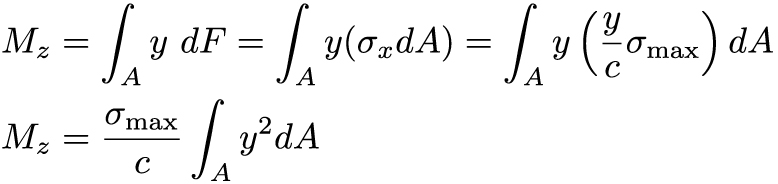 $M_z = \int_A y \ dF = \int_A y(\sigma_x dA) = \int_A y \left( \frac{y}{c} \sigma_{\max} \right) dA$
$M_z = \frac{\sigma_{\max}}{c} \int_A y^2 dA$